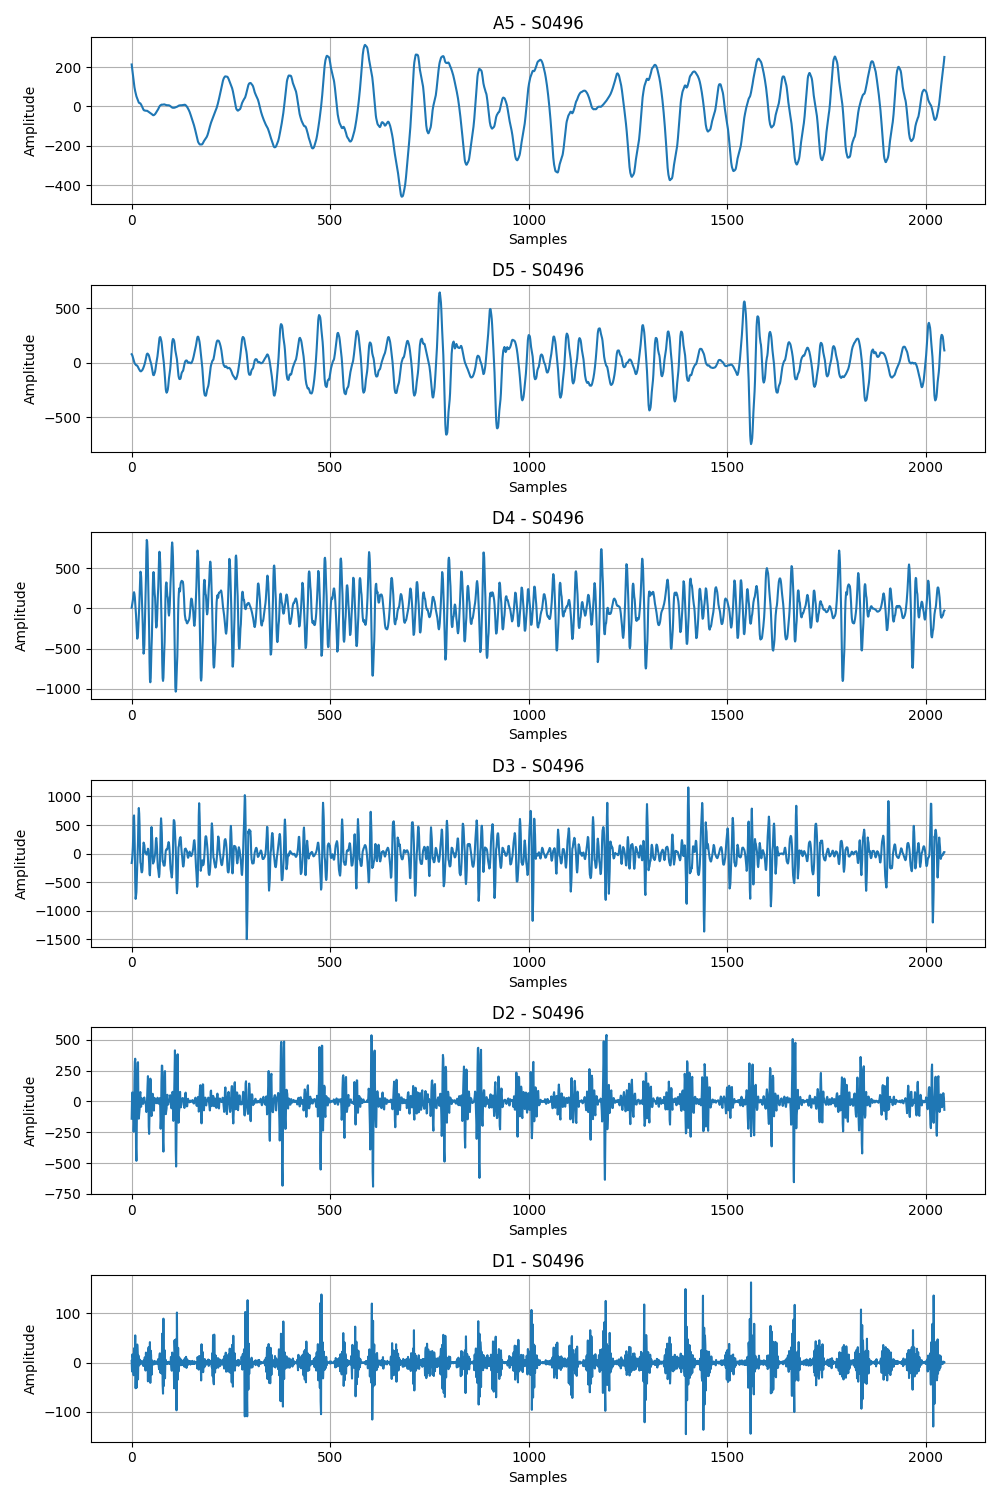 A5 - S0496
200
0
−200
−400
Amplitude
0 500 1000 1500 2000
Samples
D5 - S0496
500
0
−500
Amplitude
0 500 1000 1500 2000
Samples
D4 - S0496
500
0
−500
−1000
Amplitude
0 500 1000 1500 2000
Samples
D3 - S0496
1000
500
0
−500
−1000
−1500
Amplitude
0 500 1000 1500 2000
Samples
D2 - S0496
500
250
0
−250
−500
−750
Amplitude
0 500 1000 1500 2000
Samples
D1 - S0496
100
0
−100
Amplitude
0 500 1000 1500 2000
Samples